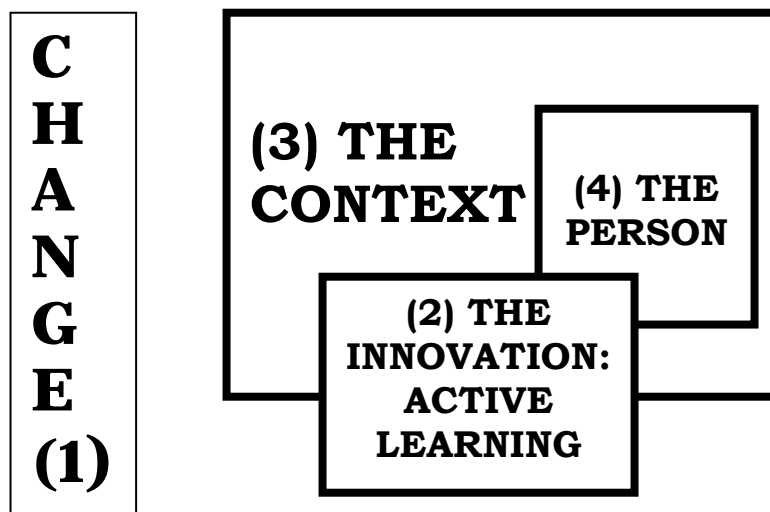 C
H
A
N
G
E
(1)
(3) THE
CONTEXT
(4) THE
PERSON
(2) THE
INNOVATION:
ACTIVE
LEARNING